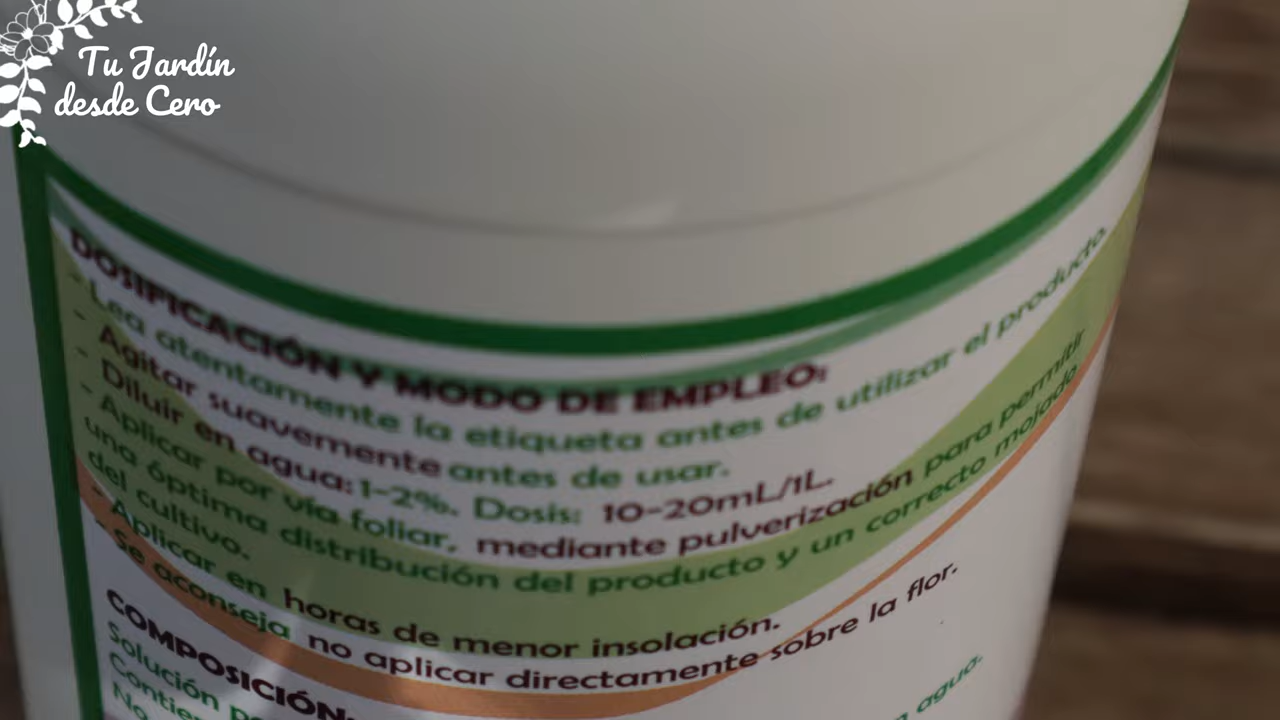 Tu Jardín
desde Cero
DOSIFICACIÓN Y MODO DE EMPLEO:
- Lea atentamente la etiqueta antes de utilizar el producto.
- Agitar suavemente antes de usar.
- Diluir en agua: 1-2%. Dosis: 10-20mL/1L.
- Aplicar por vía foliar, mediante pulverización para permitir
una óptima distribución del producto y un correcto mojado
del cultivo.
- Aplicar en horas de menor insolación.
- Se aconseja no aplicar directamente sobre la flor.
COMPOSICIÓN:
Solución
agua.
No